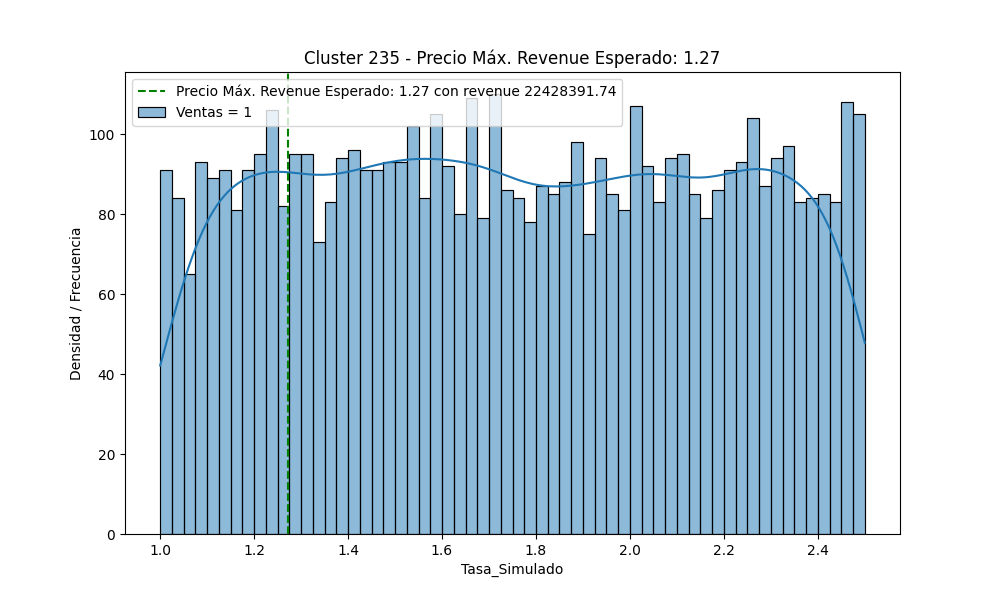 Cluster 235 - Precio Máx. Revenue Esperado: 1.27
Precio Máx. Revenue Esperado: 1.27 con revenue 22428391.74
Ventas = 1
Densidad / Frecuencia
100
80
60
40
20
0
1.0 1.2 1.4 1.6 1.8 2.0 2.2 2.4
Tasa_Simulado